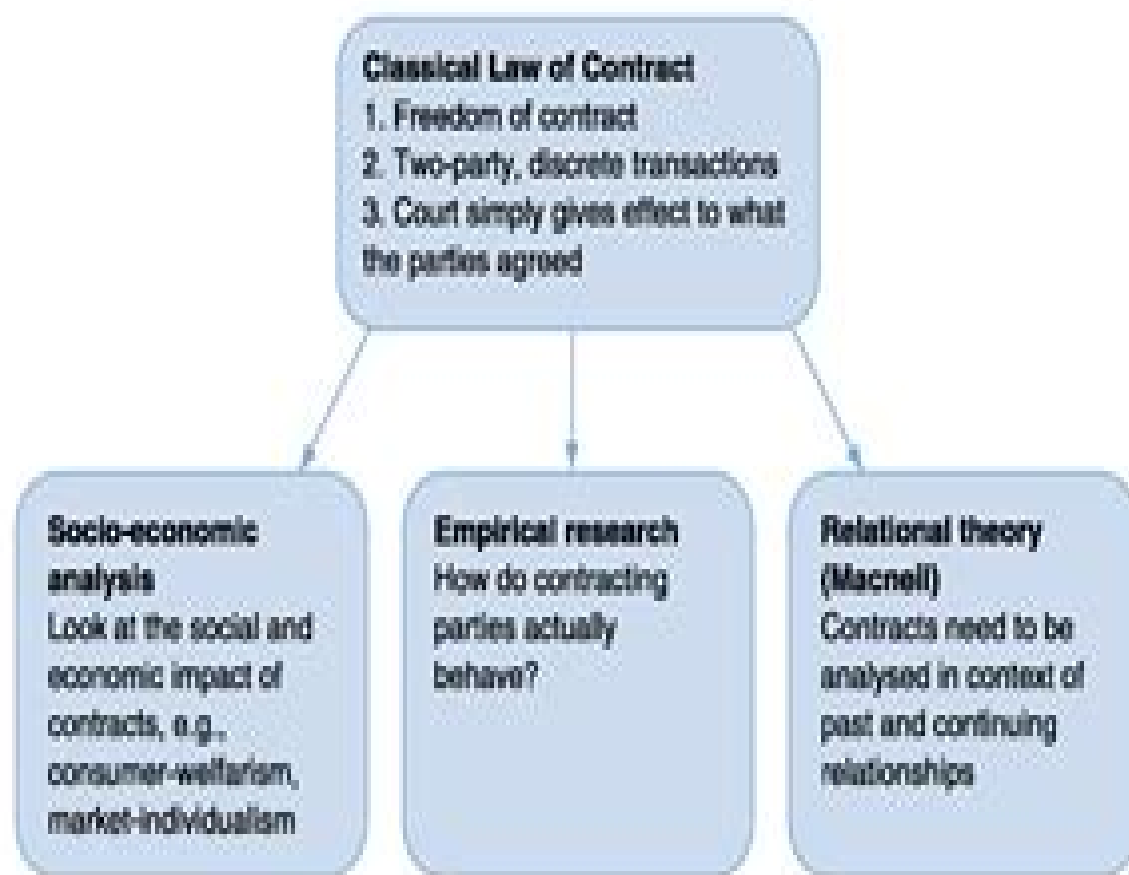 Classical Law of Contract
1. Freedom of contract
2. Two-party, discrete transactions
3. Court simply gives effect to what
the parties agreed
Socio-economic
analysis
Look at the social and
economic impact of
contracts, e.g.,
consumer-welfarism,
market-individualism
Empirical research
How do contracting
parties actually
behave?
Relational theory
(Macneil)
Contracts need to be
analysed in context of
past and continuing
relationships